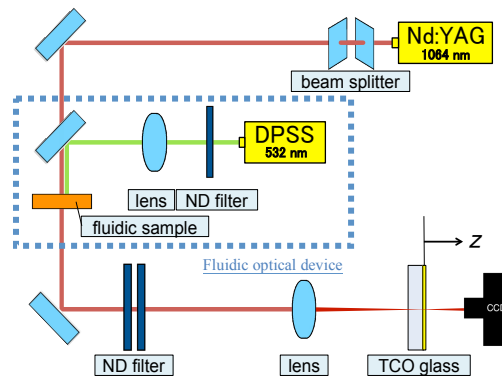 Nd:YAG
1064 nm
beam splitter
DPSS
532 nm
lens
ND filter
fluidic sample
Fluidic optical device
z
CCD
ND filter
lens
TCO glass